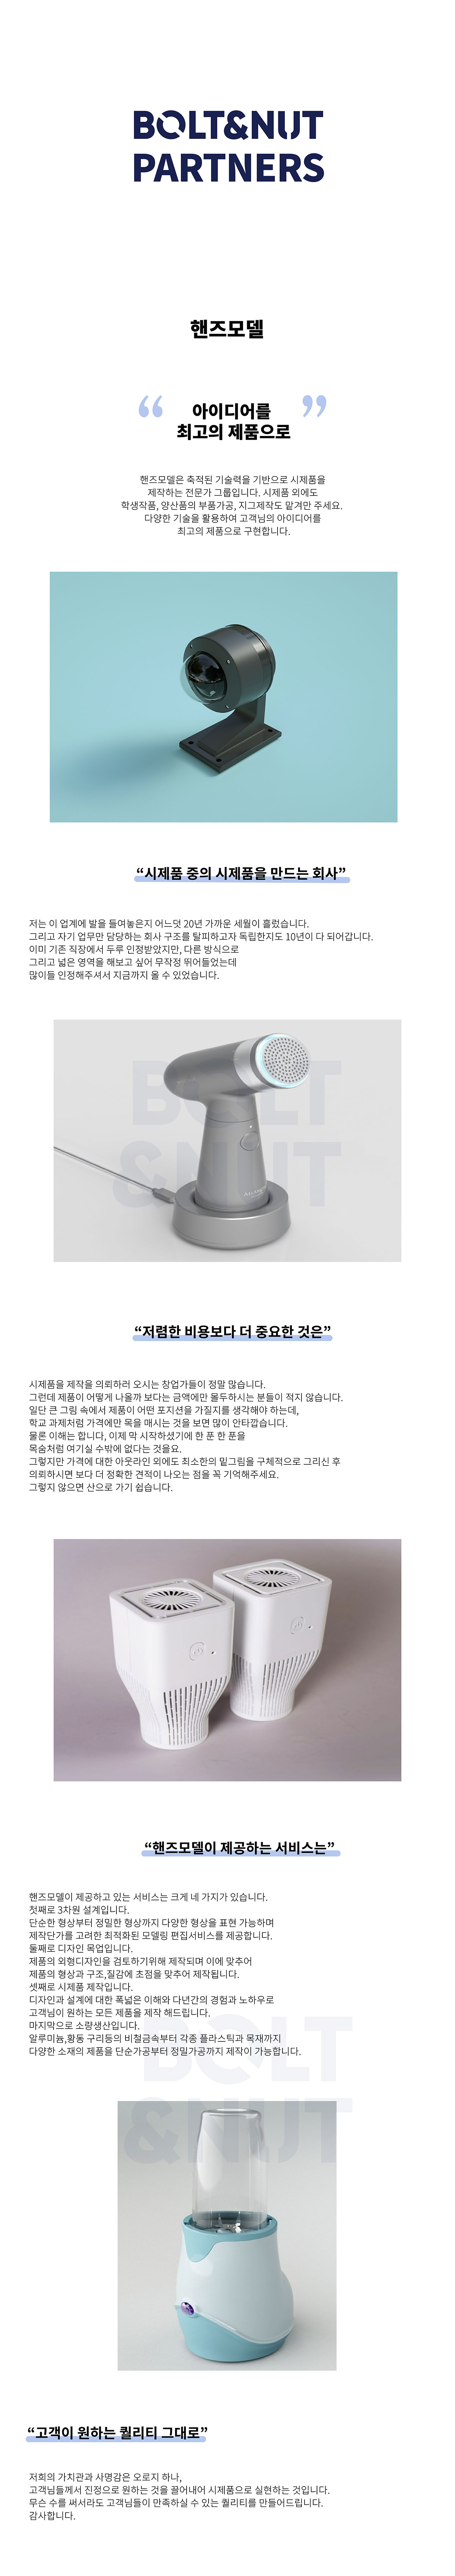 BOLT&NUT
PARTNERS
핸즈모델
“ 아이디어를 ”
최고의 제품으로
핸즈모델은 축적된 기술력을 기반으로 시제품을
제작하는 전문가 그룹입니다. 시제품 외에도
학생작품, 양산품의 부품가공, 지그제작도 맡겨만 주세요.
다양한 기술을 활용하여 고객님의 아이디어를
최고의 제품으로 구현합니다.
“시제품 중의 시제품을 만드는 회사”
저는 이 업계에 발을 들여놓은지 어느덧 20년 가까운 세월이 흘렀습니다.
그리고 자기 업무만 담당하는 회사 구조를 탈피하고자 독립한지도 10년이 다 되어갑니다.
이미 기존 직장에서 두루 인정받았지만, 다른 방식으로
그리고 넓은 영역을 해보고 싶어 무작정 뛰어들었는데
많이들 인정해주셔서 지금까지 올 수 있었습니다.
BOLT
&NUT
“저렴한 비용보다 더 중요한 것은”
시제품을 제작을 의뢰하러 오시는 창업가들이 정말 많습니다.
그런데 제품이 어떻게 나올까 보다는 금액에만 몰두하시는 분들이 적지 않습니다.
일단 큰 그림 속에서 제품이 어떤 포지션을 가질지를 생각해야 하는데,
학교 과제처럼 가격에만 목을 매시는 것을 보면 많이 안타깝습니다.
물론 이해는 합니다, 이제 막 시작하셨기에 한 푼 한 푼을
목숨처럼 여기실 수밖에 없다는 것을요.
그렇지만 가격에 대한 아웃라인 외에도 최소한의 밑그림을 구체적으로 그리신 후
의뢰하시면 보다 더 정확한 견적이 나오는 점을 꼭 기억해주세요.
그렇지 않으면 산으로 가기 쉽습니다.
“핸즈모델이 제공하는 서비스는”
핸즈모델이 제공하고 있는 서비스는 크게 네 가지가 있습니다.
첫째로 3차원 설계입니다.
단순한 형상부터 정밀한 형상까지 다양한 형상을 표현 가능하며
제작단가를 고려한 최적화된 모델링 편집서비스를 제공합니다.
둘째로 디자인 목업입니다.
제품의 외형디자인을 검토하기위해 제작되며 이에 맞추어
제품의 형상과 구조,질감에 초점을 맞추어 제작됩니다.
셋째로 시제품 제작입니다.
디자인과 설계에 대한 폭넓은 이해와 다년간의 경험과 노하우로
고객님이 원하는 모든 제품을 제작 해드립니다.
마지막으로 소량생산입니다.
알루미늄,황동 구리등의 비철금속부터 각종 플라스틱과 목재까지
다양한 소재의 제품을 단순가공부터 정밀가공까지 제작이 가능합니다.
BOLT
&NUT
“고객이 원하는 퀄리티 그대로”
저희의 가치관과 사명감은 오로지 하나,
고객님들께서 진정으로 원하는 것을 끌어내어 시제품으로 실현하는 것입니다.
무슨 수를 써서라도 고객님들이 만족하실 수 있는 퀄리티를 만들어드립니다.
감사합니다.